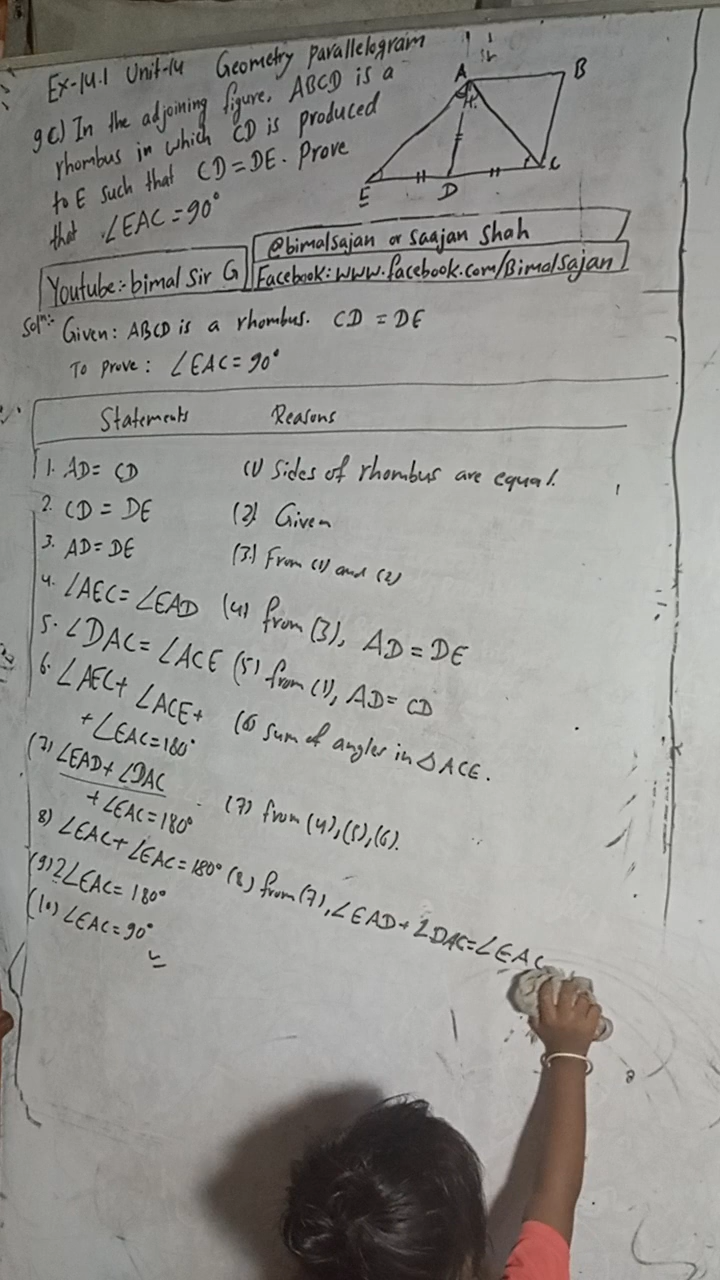 Ex-14.1 Unit-14 Geometry Parallelogram
9c) In the adjoining figure, ABCD is a
rhombus in which CD is produced
to E such that CD = DE. Prove
that ∠EAC = 90°
A
B
E
D
C
Youtube:- bimal Sir G
@bimalsajan or Saajan Shah
Facebook: www.facebook.com/Bimalsajan
Solⁿ:- Given: ABCD is a rhombus. CD = DE
To prove: ∠EAC = 90°
Statements Reasons
1. AD = CD (1) Sides of rhombus are equal.
2. CD = DE (2) Given
3. AD = DE (3.) From (1) and (2)
4. ∠AEC = ∠EAD (4) from (3), AD = DE
5. ∠DAC = ∠ACE (5) from (1), AD = CD
6. ∠AEC + ∠ACE + (6) sum of angles in △ACE.
+ ∠EAC = 180°
(7) ∠EAD + ∠DAC
+ ∠EAC = 180° (7) from (4), (5), (6).
8) ∠EAC + ∠EAC = 180° (8) from (7), ∠EAD + ∠DAC = ∠EAC
(9) 2∠EAC = 180°
(10) ∠EAC = 90°